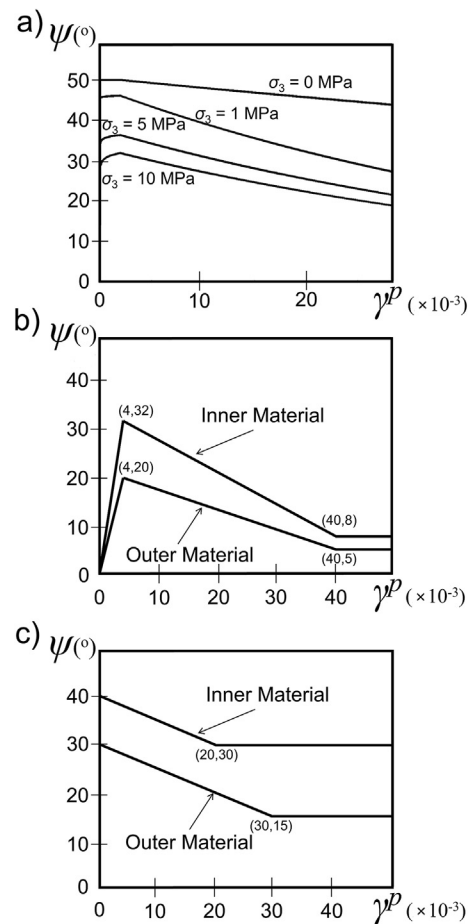 a) ψ(o)
50
40
30
20
10
0
σ3 = 0 MPa
σ3 = 1 MPa
σ3 = 5 MPa
σ3 = 10 MPa
0 10 20 γp (×10-3)
b) ψ(o)
40
30
20
10
0
(4,32)
Inner Material
(4,20)
(40,8)
Outer Material
(40,5)
0 10 20 30 40 γp (×10-3)
c) ψ(o)
40
30
20
10
0
Inner Material
(20,30)
Outer Material
(30,15)
0 10 20 30 40 γp (×10-3)